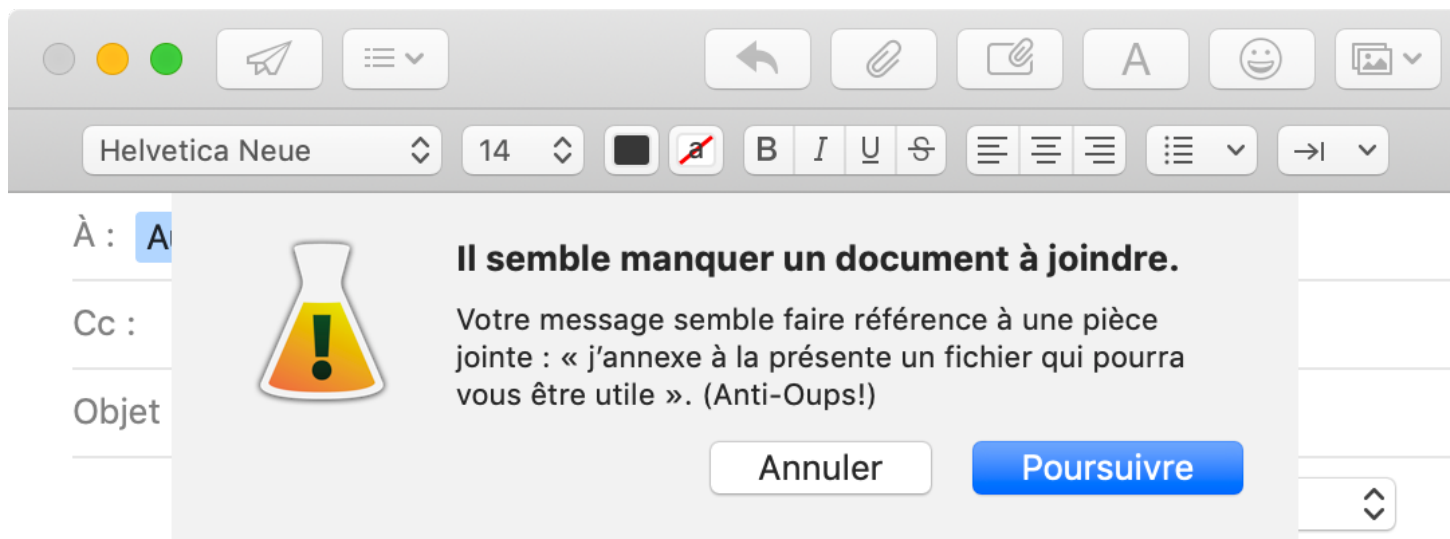 Helvetica Neue 14 a B I U S
À : 
Il semble manquer un document à joindre.
Votre message semble faire référence à une pièce
jointe : « j’annexe à la présente un fichier qui pourra
vous être utile ». (Anti-Oups!)
Cc :
Objet
Annuler Poursuivre